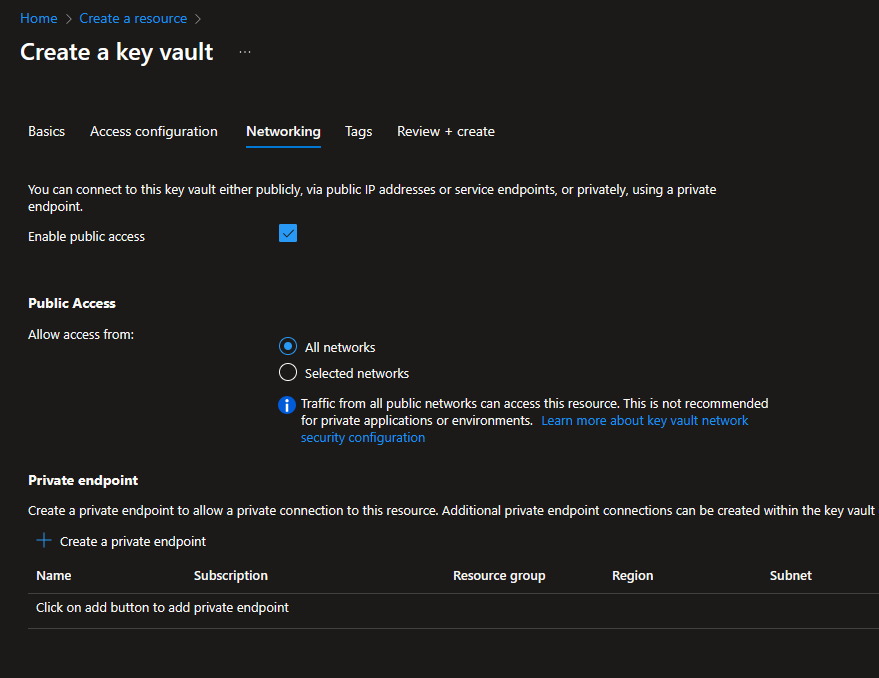 Home > Create a resource >
Create a key vault ...
Basics Access configuration Networking Tags Review + create
You can connect to this key vault either publicly, via public IP addresses or service endpoints, or privately, using a private
endpoint.
Enable public access
Public Access
Allow access from:
All networks
Selected networks
Traffic from all public networks can access this resource. This is not recommended
for private applications or environments. Learn more about key vault network
security configuration
Private endpoint
Create a private endpoint to allow a private connection to this resource. Additional private endpoint connections can be created within the key vault
+ Create a private endpoint
Name Subscription Resource group Region Subnet
Click on add button to add private endpoint